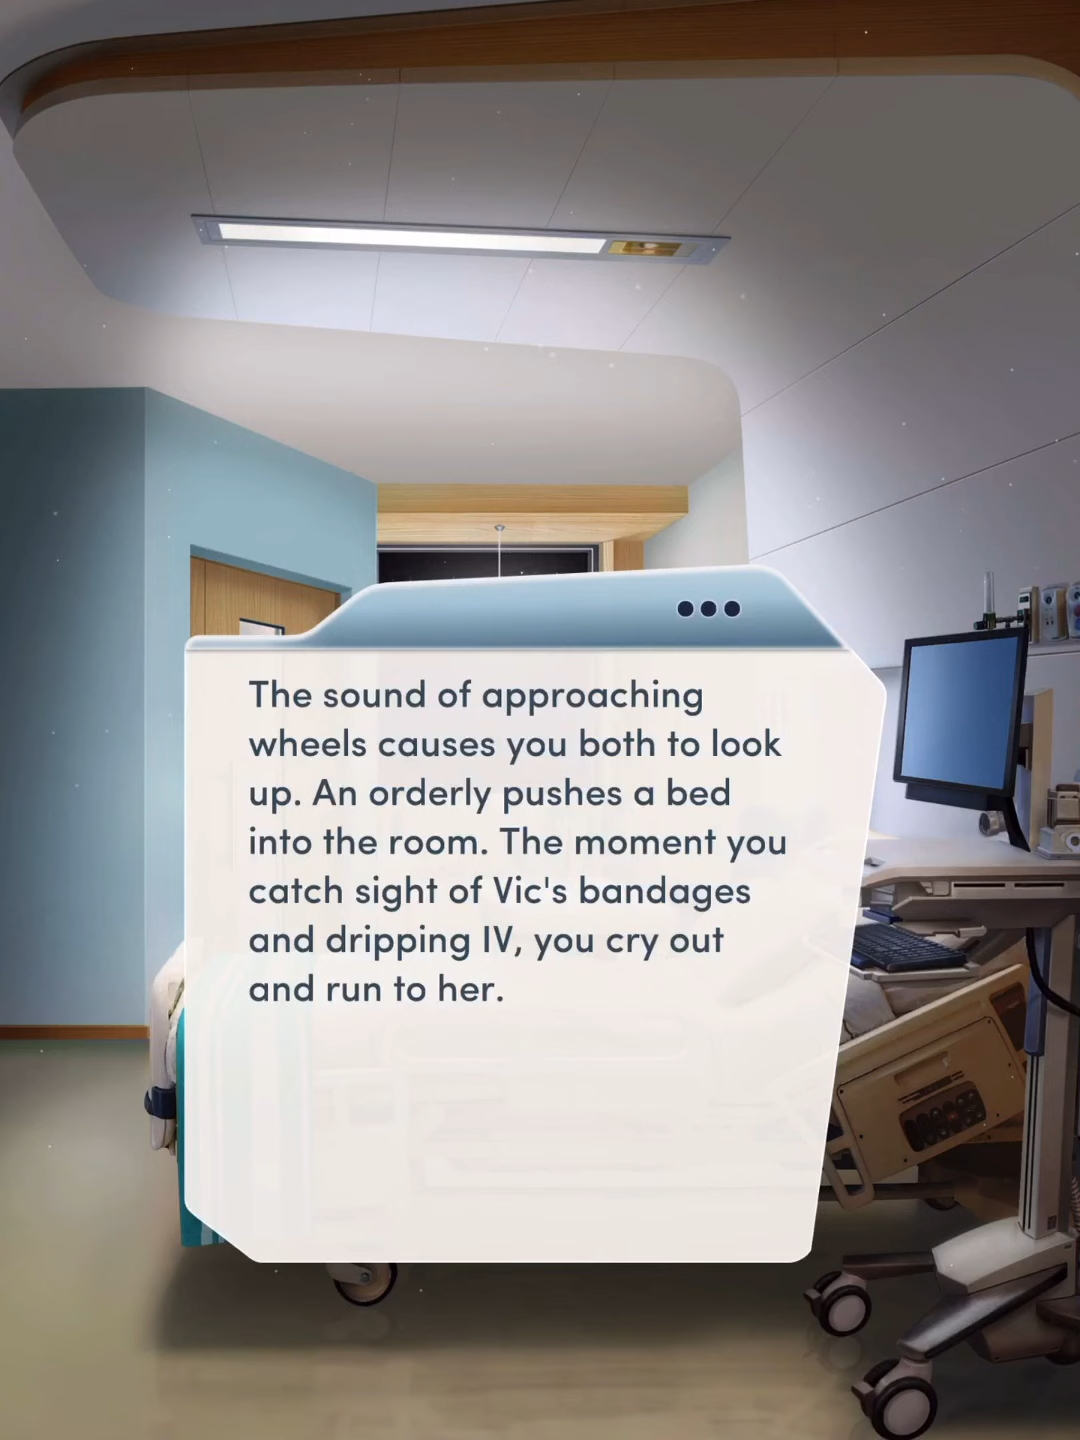 The sound of approaching
wheels causes you both to look
up. An orderly pushes a bed
into the room. The moment you
catch sight of Vic's bandages
and dripping IV, you cry out
and run to her.